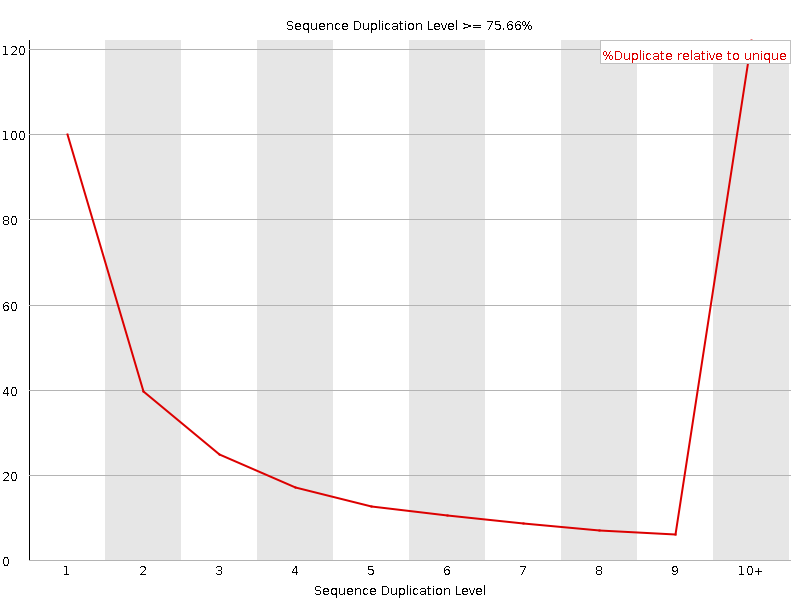 Sequence Duplication Level >= 75.66%
%Duplicate relative to unique
120
100
80
60
40
20
0
1 2 3 4 5 6 7 8 9 10+
Sequence Duplication Level